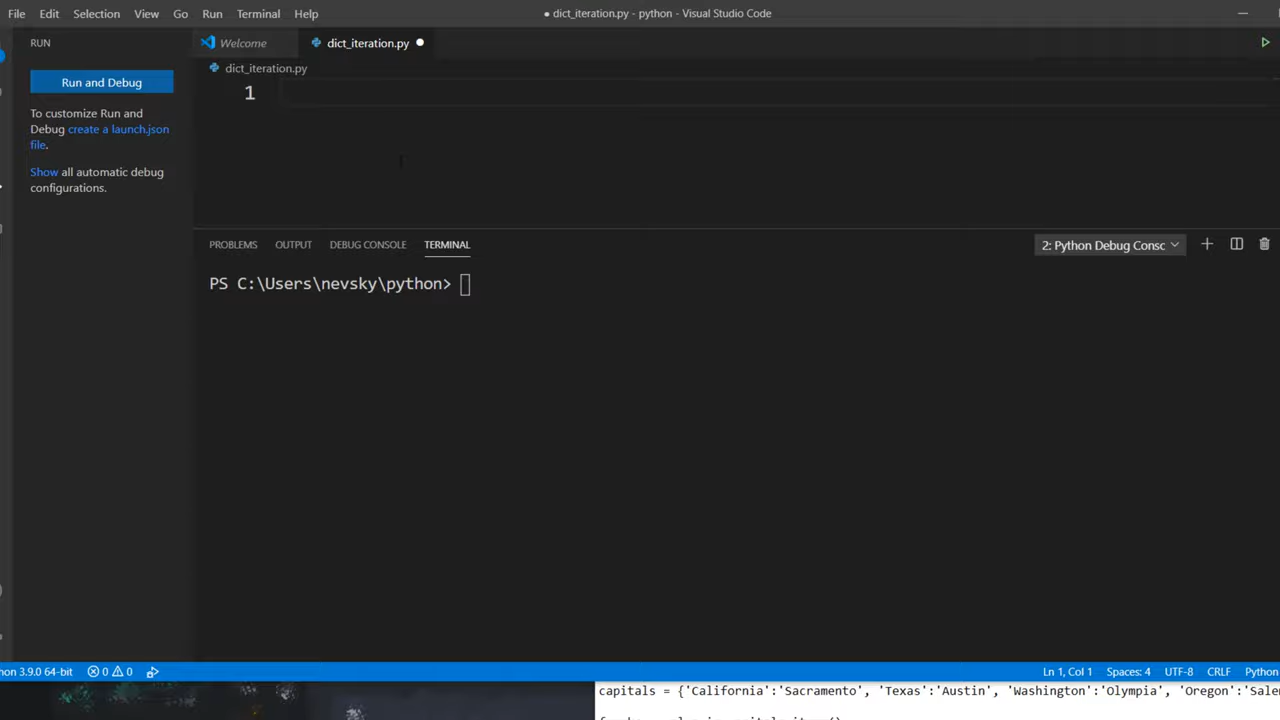 File Edit Selection View Go Run Terminal Help
● dict_iteration.py - python - Visual Studio Code
RUN
Welcome
dict_iteration.py
dict_iteration.py
Run and Debug
1
To customize Run and
Debug create a launch.json
file.
Show all automatic debug
configurations.
PROBLEMS OUTPUT DEBUG CONSOLE TERMINAL
2: Python Debug Consc
PS C:\Users\nevsky\python>
hon 3.9.0 64-bit 0 0
Ln 1, Col 1 Spaces: 4 UTF-8 CRLF Python
capitals = {'California':'Sacramento', 'Texas':'Austin', 'Washington':'Olympia', 'Oregon':'Salem